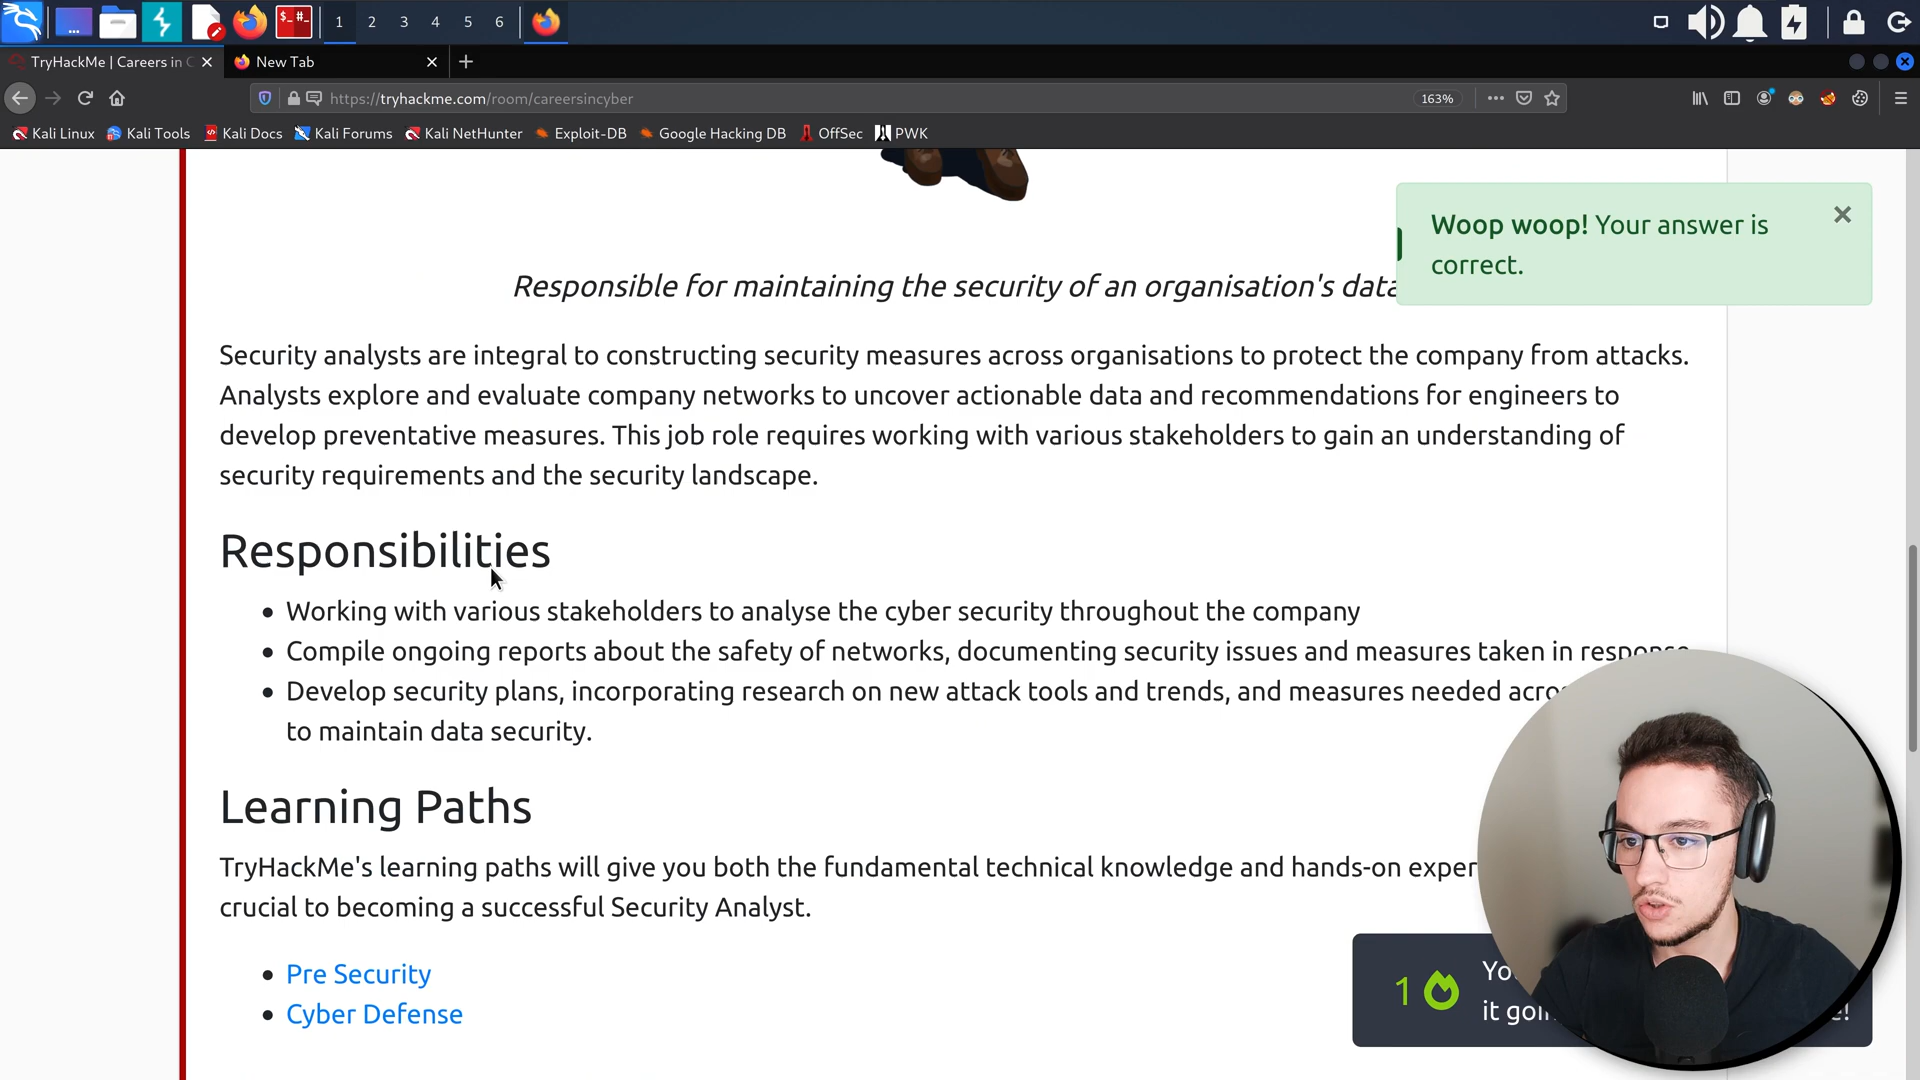 1 2 3 4 5 6
TryHackMe | Careers in C
New Tab
https://tryhackme.com/room/careersincyber
163%
Kali Linux
Kali Tools
Kali Docs
Kali Forums
Kali NetHunter
Exploit-DB
Google Hacking DB
OffSec
PWK
Woop woop! Your answer is
correct.
Responsible for maintaining the security of an organisation's data
Security analysts are integral to constructing security measures across organisations to protect the company from attacks.
Analysts explore and evaluate company networks to uncover actionable data and recommendations for engineers to
develop preventative measures. This job role requires working with various stakeholders to gain an understanding of
security requirements and the security landscape.
Responsibilities
Working with various stakeholders to analyse the cyber security throughout the company
Compile ongoing reports about the safety of networks, documenting security issues and measures taken in response
Develop security plans, incorporating research on new attack tools and trends, and measures needed
to maintain data security.
Learning Paths
TryHackMe's learning paths will give you both the fundamental technical knowledge and hands-on
crucial to becoming a successful Security Analyst.
Pre Security
Cyber Defense
1
it